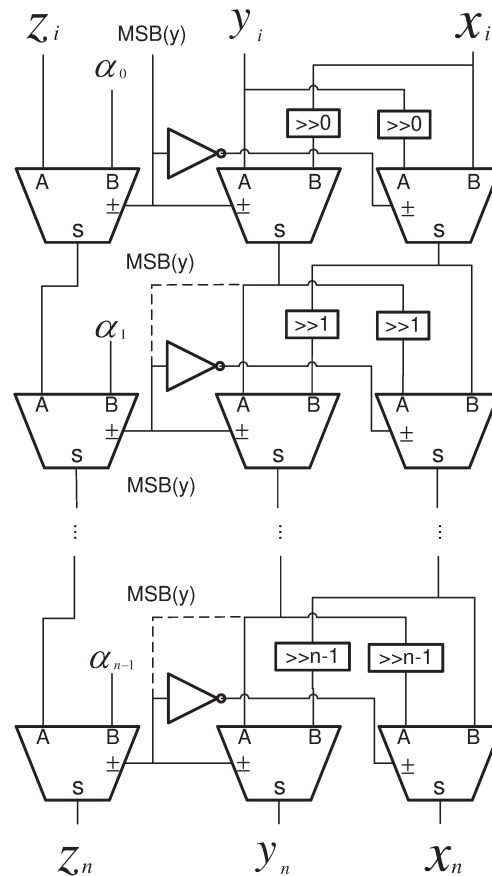 z_i MSB(y) y_i x_i
α_0
>>0 >>0
A B A B A B
± ± ±
S S S
MSB(y)
α_1 >>1 >>1
A B A B A B
± ± ±
S S S
MSB(y)
... ... ...
MSB(y)
α_{n-1} >>n-1 >>n-1
A B A B A B
± ± ±
S S S
z_n y_n x_n